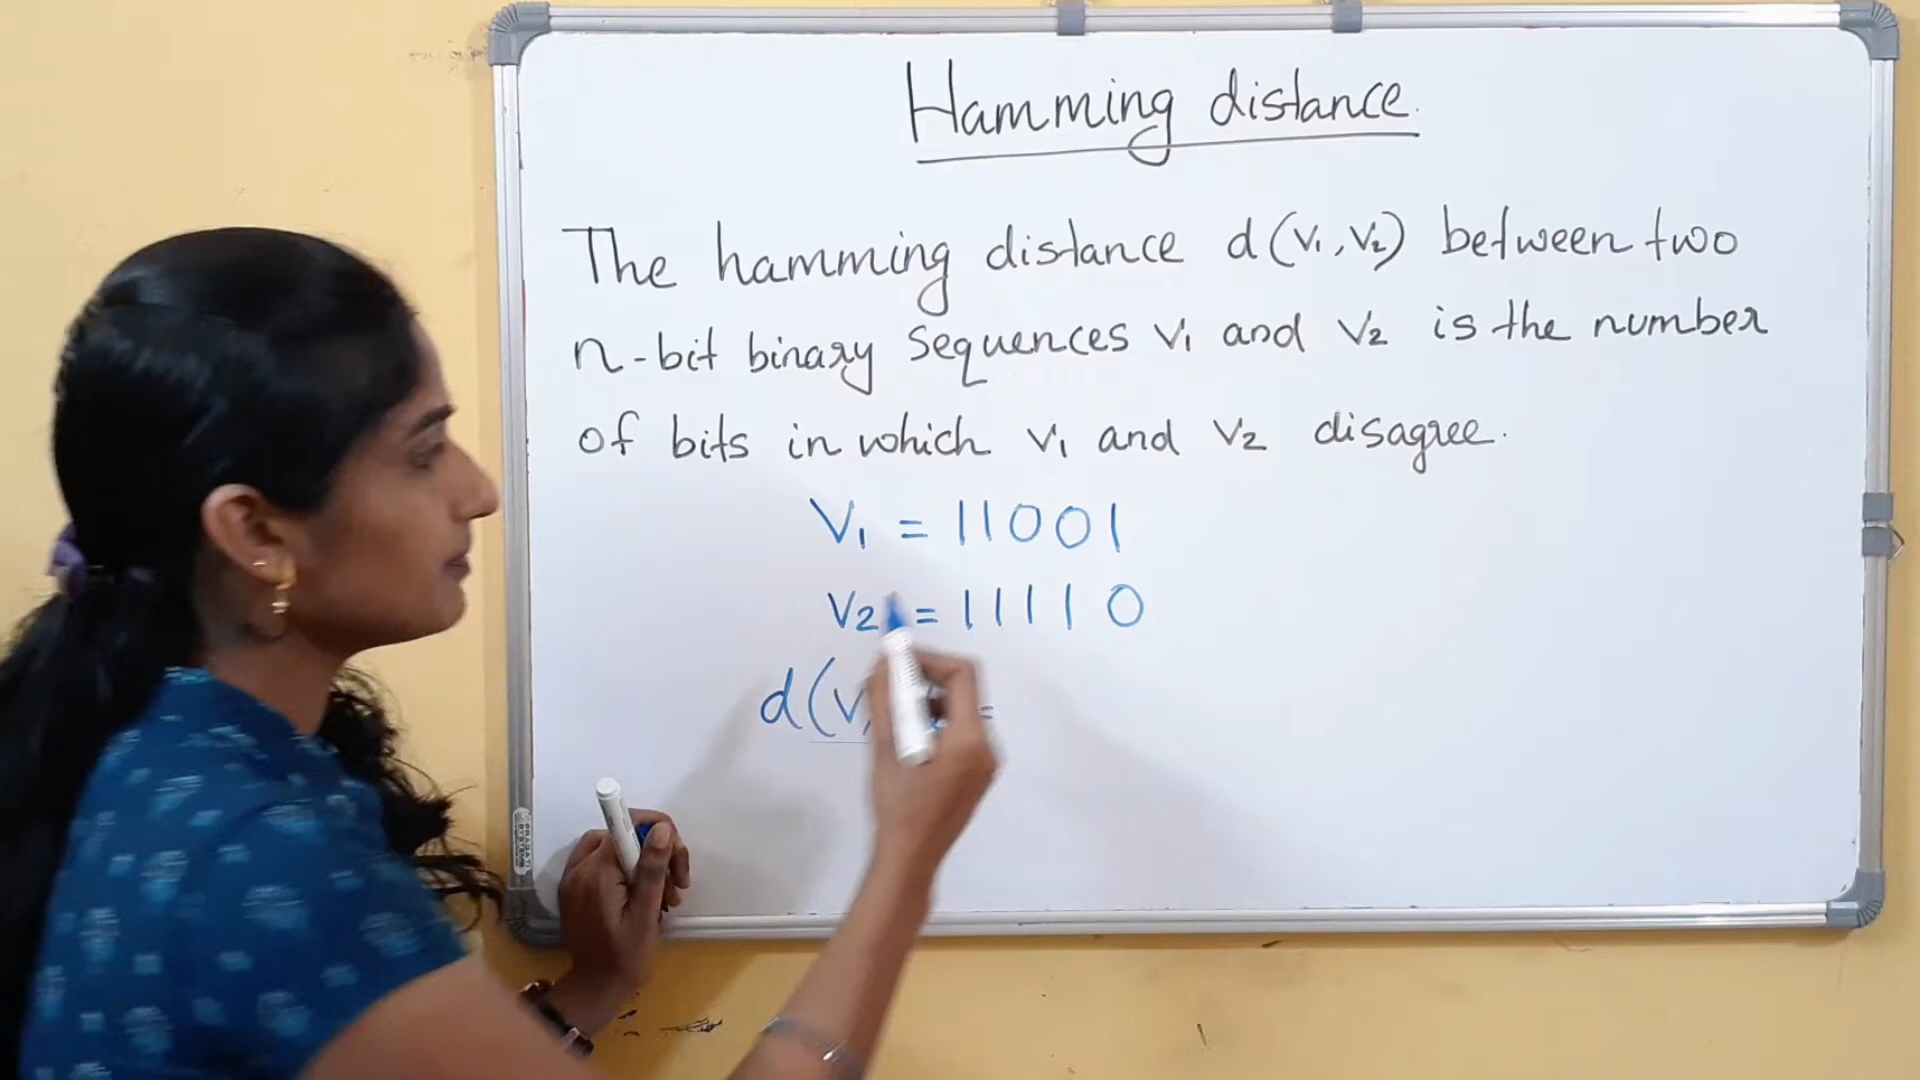 Hamming distance.
The hamming distance d(v₁,v₂) between two
n-bit binary sequences v₁ and v₂ is the number
of bits in which v₁ and v₂ disagree.
V₁ = 11001
V₂ = 11110
d(v, =